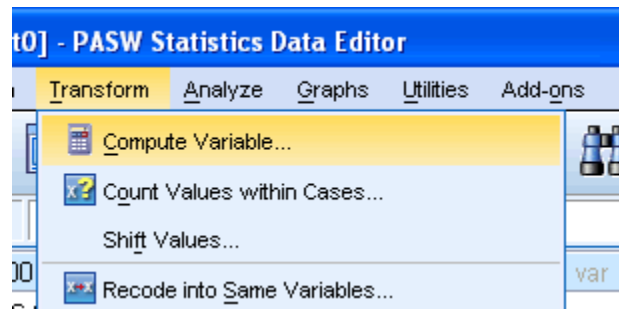 t0] - PASW Statistics Data Editor
Transform Analyze Graphs Utilities Add-ons
Compute Variable...
x? Count Values within Cases...
Shift Values...
00 var
x•x Recode into Same Variables...